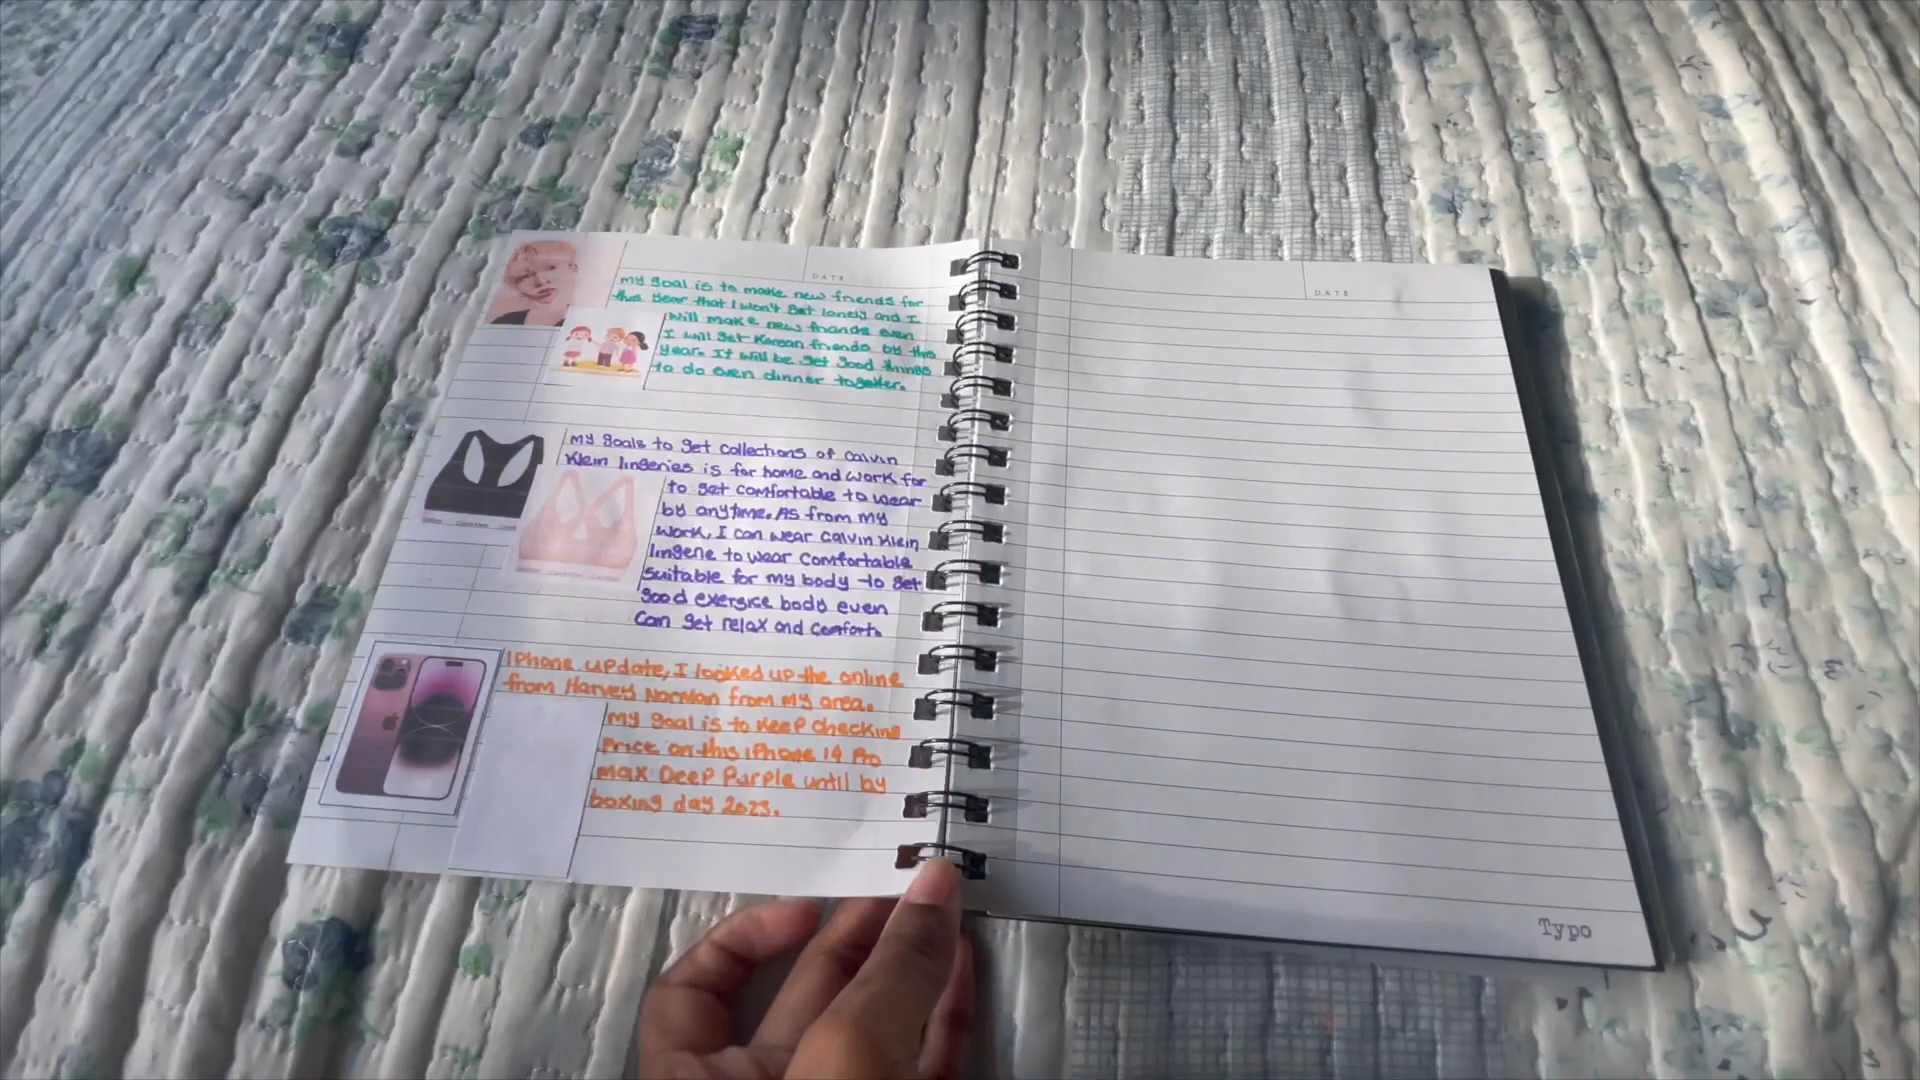 DATE
my goal is to make new friends for
this year that I won't get lonely and I
will make new friends even
I will get Korean friends by this
year. It will be get good things
to do even dinner together.
my goals to get collections of Calvin
Klein lingeries is for home and work for
to get comfortable to wear
by anytime. As from my
work, I can wear Calvin Klein
lingerie to wear comfortable
suitable for my body to get
good exersice body even
can get relax and comfort.
iPhone update, I looked up the online
from Harvey Norman from my area.
my goal is to keep checking
price on this iPhone 14 Pro
max Deep Purple until by
boxing day 2023.
DATE
Typo